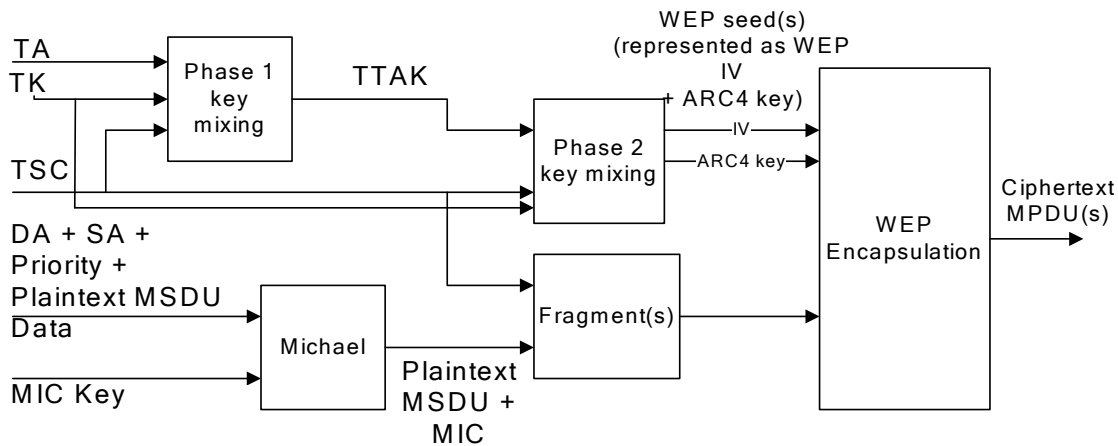 TA
TK
TSC
DA + SA +
Priority +
Plaintext MSDU
Data
MIC Key
Phase 1
key
mixing
TTAK
Michael
Plaintext
MSDU +
MIC
WEP seed(s)
(represented as WEP
IV
+ ARC4 key)
Phase 2
key mixing
IV
ARC4 key
Fragment(s)
WEP
Encapsulation
Ciphertext
MPDU(s)